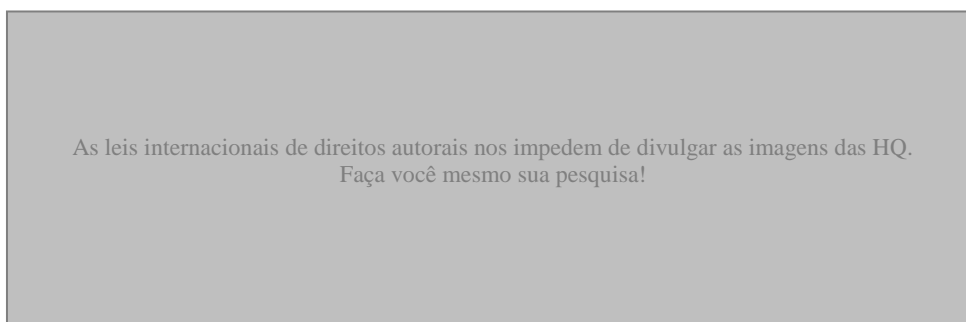 As leis internacionais de direitos autorais nos impedem de divulgar as imagens das HQ.
Faça você mesmo sua pesquisa!